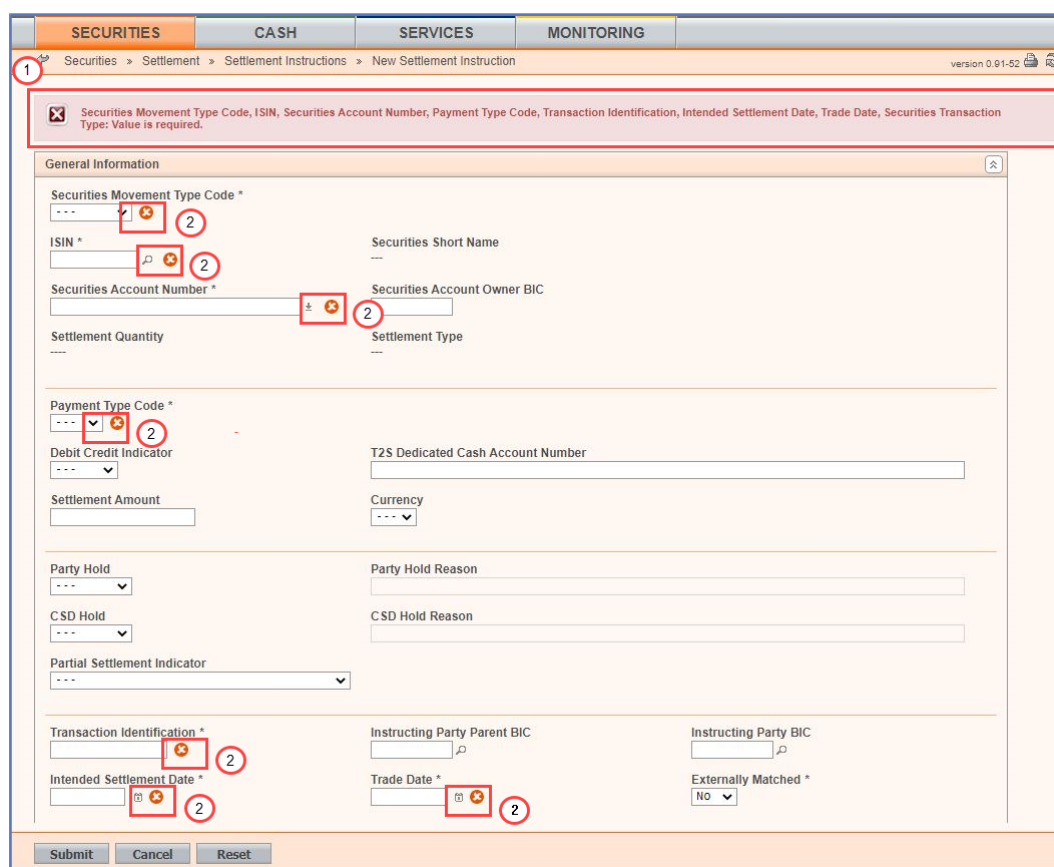 SECURITIES CASH SERVICES MONITORING
1
Securities » Settlement » Settlement Instructions » New Settlement Instruction version 0.91-52
Securities Movement Type Code, ISIN, Securities Account Number, Payment Type Code, Transaction Identification, Intended Settlement Date, Trade Date, Securities Transaction
Type: Value is required.
General Information
Securities Movement Type Code *
- - - 2
ISIN * Securities Short Name
2 ---
Securities Account Number * Securities Account Owner BIC
2
Settlement Quantity Settlement Type
---- ---
Payment Type Code *
- - - 2 -
Debit Credit Indicator T2S Dedicated Cash Account Number
- - -
Settlement Amount Currency
- - -
Party Hold Party Hold Reason
- - -
CSD Hold CSD Hold Reason
- - -
Partial Settlement Indicator
- - -
Transaction Identification * Instructing Party Parent BIC Instructing Party BIC
2
Intended Settlement Date * Trade Date * Externally Matched *
2 2 No
Submit Cancel Reset